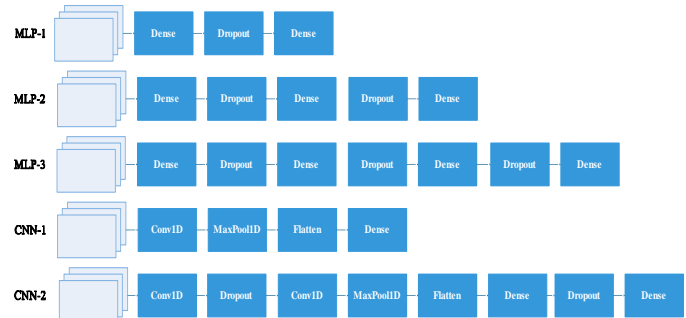 MLP-1 Dense Dropout Dense
MLP-2 Dense Dropout Dense Dropout Dense
MLP-3 Dense Dropout Dense Dropout Dense Dropout Dense
CNN-1 Conv1D MaxPool1D Flatten Dense
CNN-2 Conv1D Dropout Conv1D MaxPool1D Flatten Dense Dropout Dense